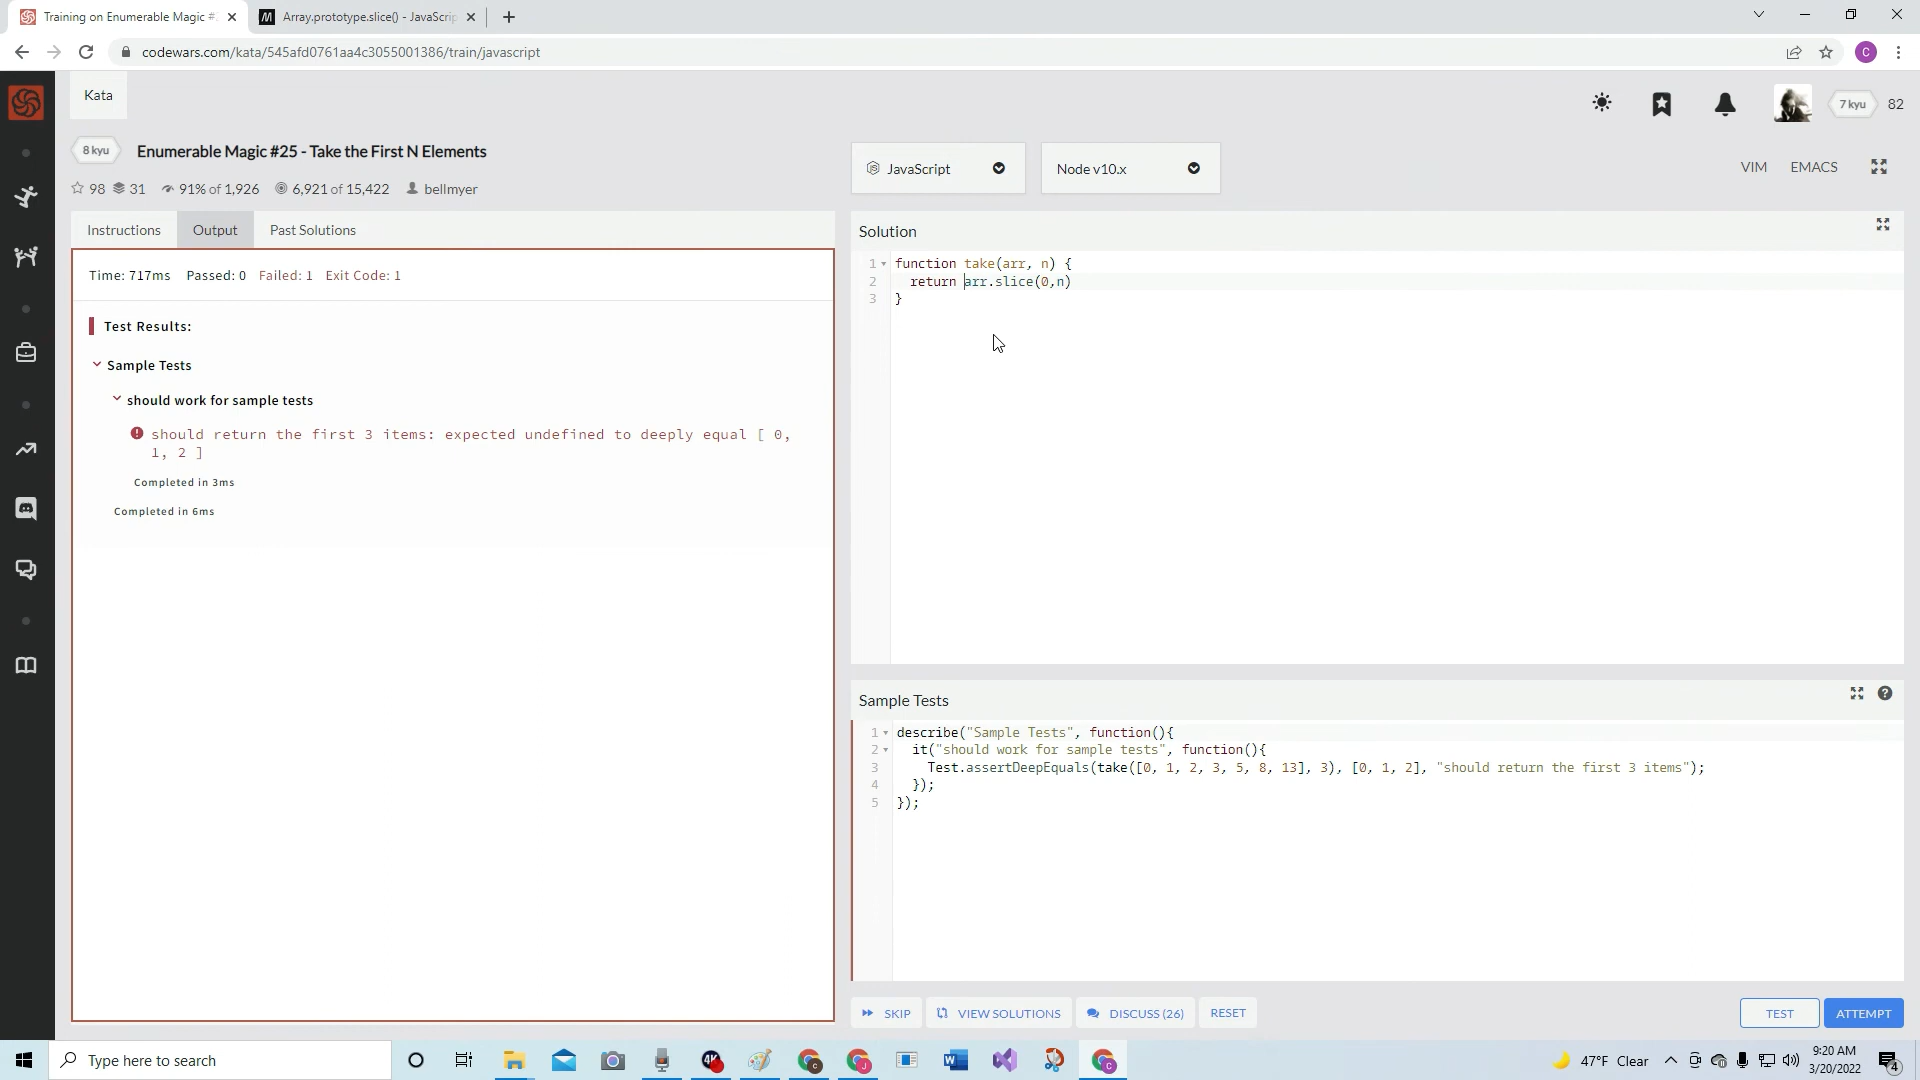 Training on Enumerable Magic #
Array.prototype.slice() - JavaScrip
codewars.com/kata/545afd0761aa4c3055001386/train/javascript
C
Kata
7 kyu
82
8 kyu
Enumerable Magic #25 - Take the First N Elements
98 31 91% of 1,926 6,921 of 15,422 bellmyer
JavaScript
Node v10.x
VIM EMACS
Instructions Output Past Solutions
Time: 717ms Passed: 0 Failed: 1 Exit Code: 1
Test Results:
Sample Tests
should work for sample tests
should return the first 3 items: expected undefined to deeply equal [ 0,
1, 2 ]
Completed in 3ms
Completed in 6ms
Solution
1 function take(arr, n) {
2 return arr.slice(0,n)
3 }
Sample Tests
1 describe("Sample Tests", function(){
2 it("should work for sample tests", function(){
3 Test.assertDeepEquals(take([0, 1, 2, 3, 5, 8, 13], 3), [0, 1, 2], "should return the first 3 items");
4 });
5 });
SKIP VIEW SOLUTIONS DISCUSS (26) RESET
TEST ATTEMPT
Type here to search
47°F Clear
9:20 AM
3/20/2022
4